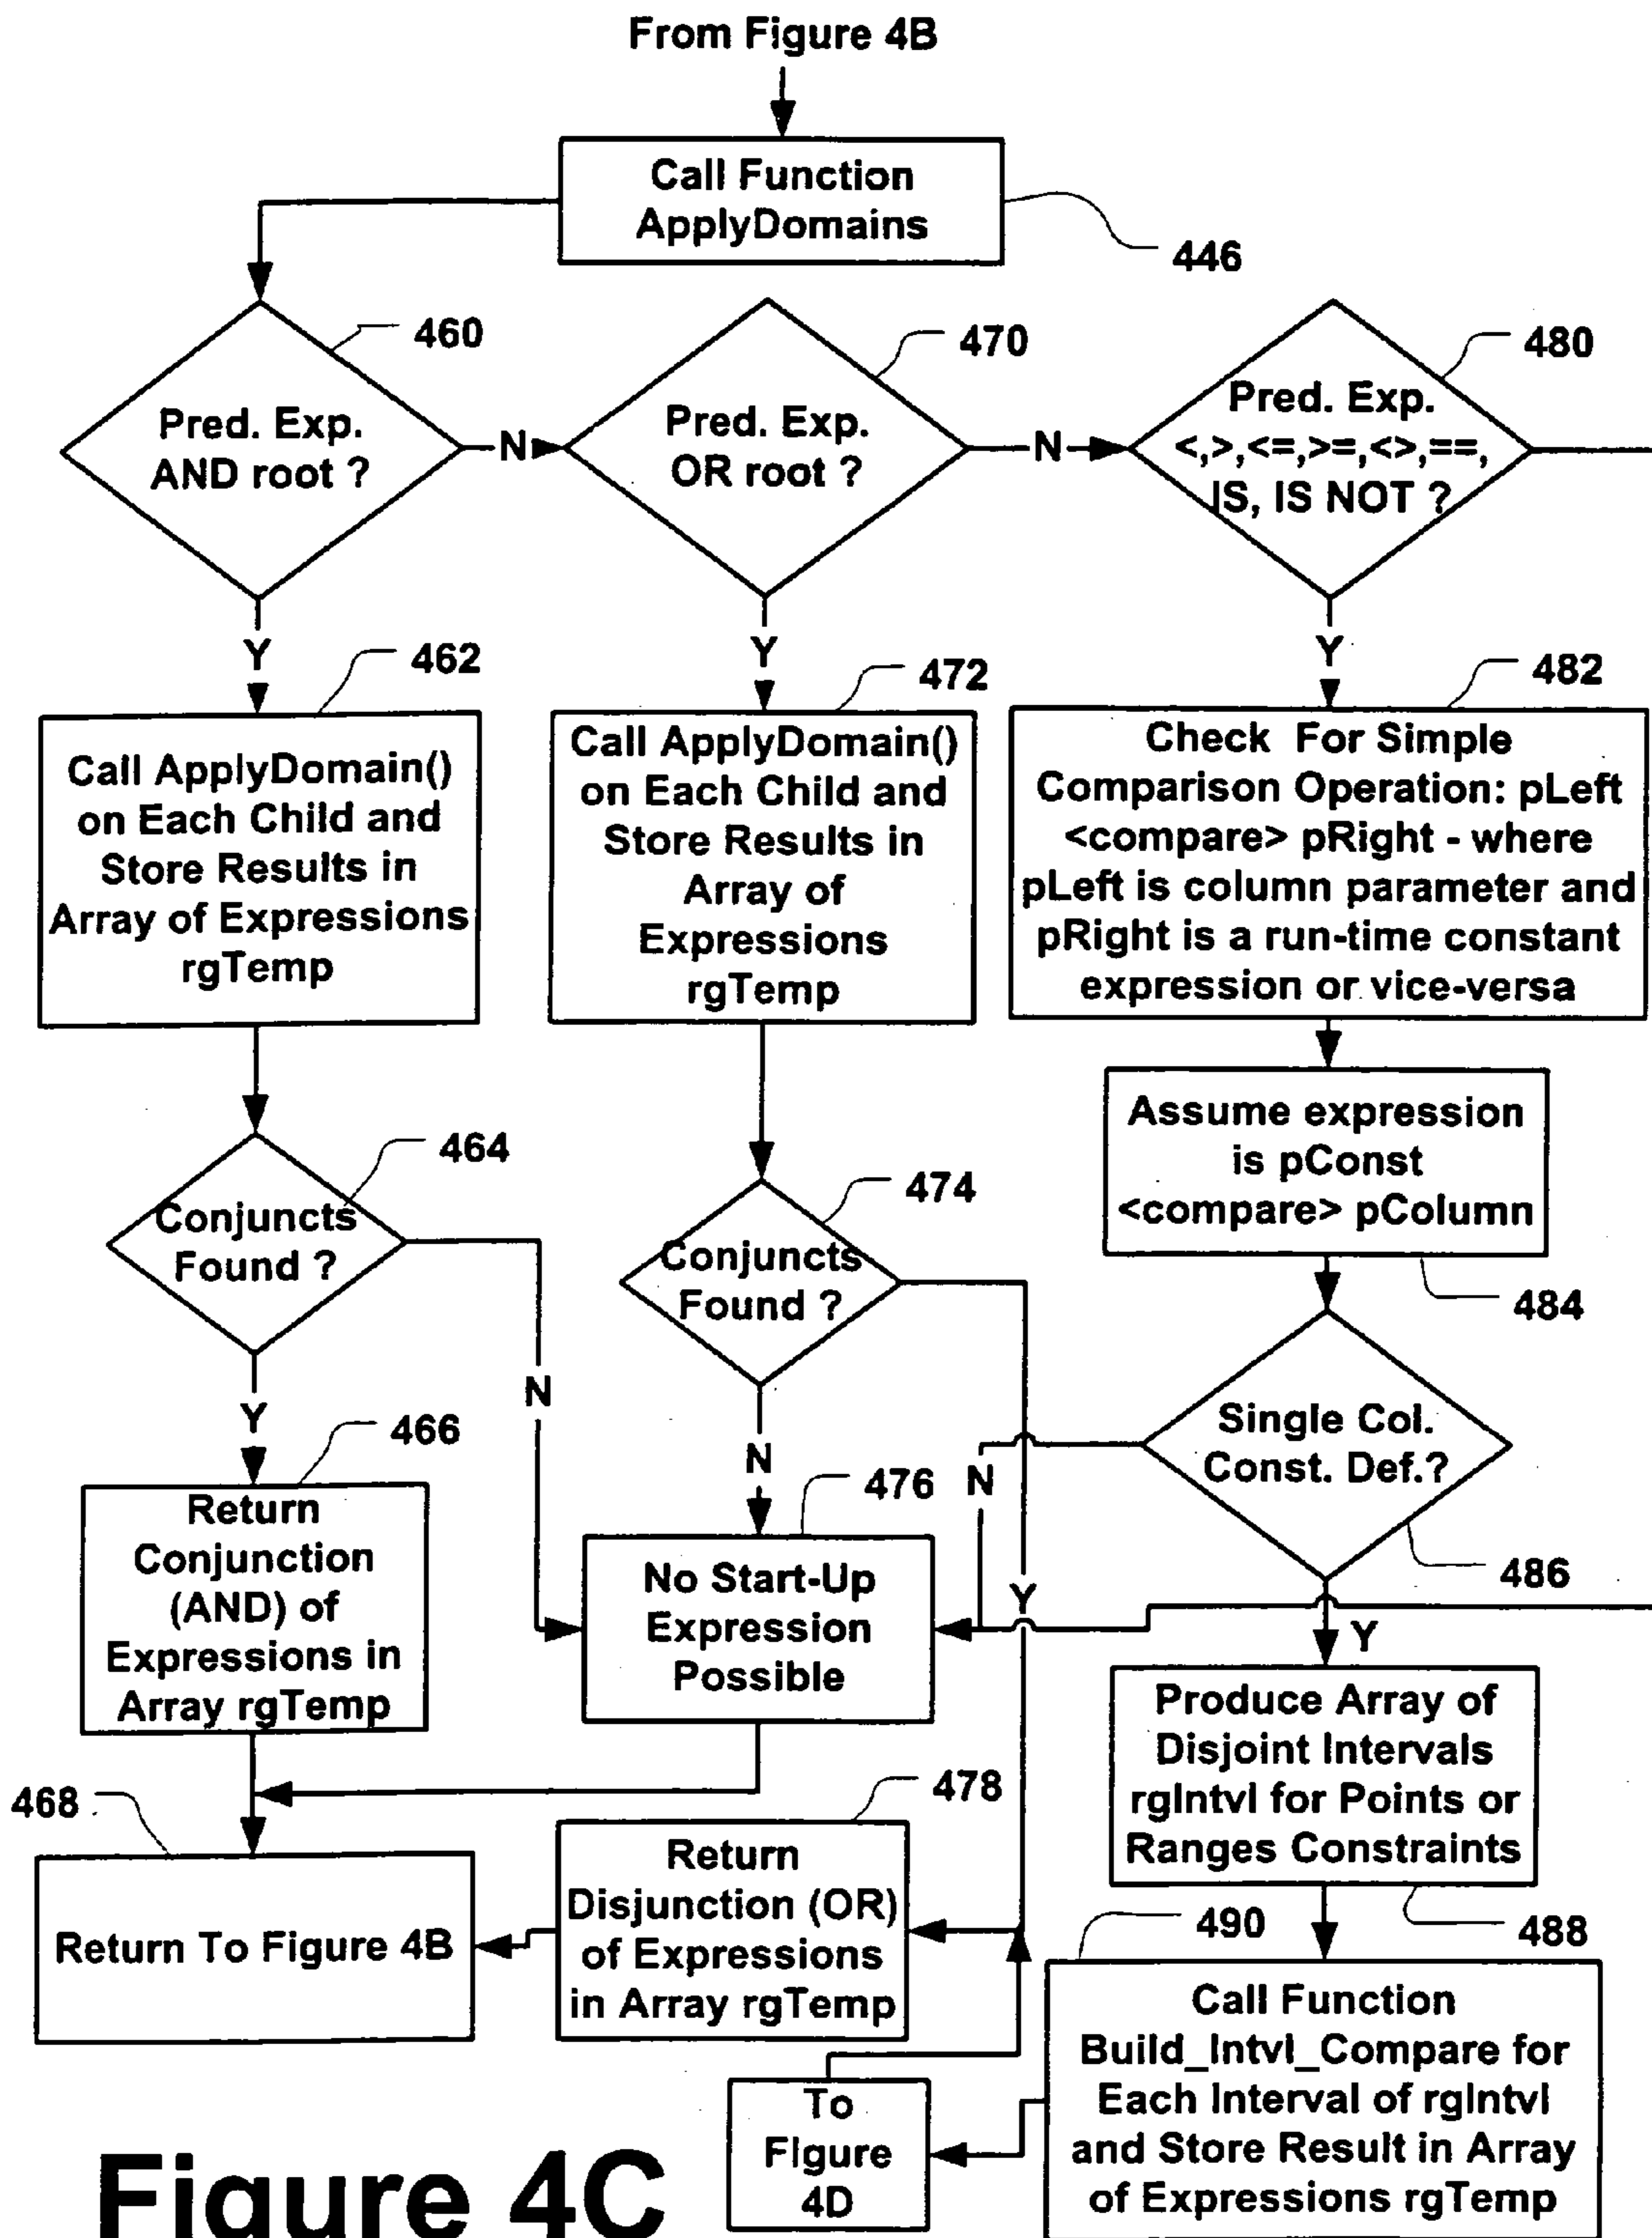 From Figure 4B
Call Function
ApplyDomains
446
460
Pred. Exp.
AND root ?
N
470
Pred. Exp.
OR root ?
N
480
Pred. Exp.
<,>,<=,>=,<>,==,
IS, IS NOT ?
Y
Y
Y
462
Call ApplyDomain()
on Each Child and
Store Results in
Array of Expressions
rgTemp
472
Call ApplyDomain()
on Each Child and
Store Results in
Array of
Expressions
rgTemp
482
Check For Simple
Comparison Operation: pLeft
<compare> pRight - where
pLeft is column parameter and
pRight is a run-time constant
expression or vice-versa
Assume expression
is pConst
<compare> pColumn
484
464
Conjuncts
Found ?
N
Y
474
Conjuncts
Found ?
N
Y
Single Col.
Const. Def.?
486
N
Y
466
Return
Conjunction
(AND) of
Expressions in
Array rgTemp
476
No Start-Up
Expression
Possible
Produce Array of
Disjoint Intervals
rgIntvl for Points or
Ranges Constraints
488
468
Return To Figure 4B
478
Return
Disjunction (OR)
of Expressions
in Array rgTemp
490
Call Function
Build_Intvl_Compare for
Each Interval of rgIntvl
and Store Result in Array
of Expressions rgTemp
To
Figure
4D
Figure 4C